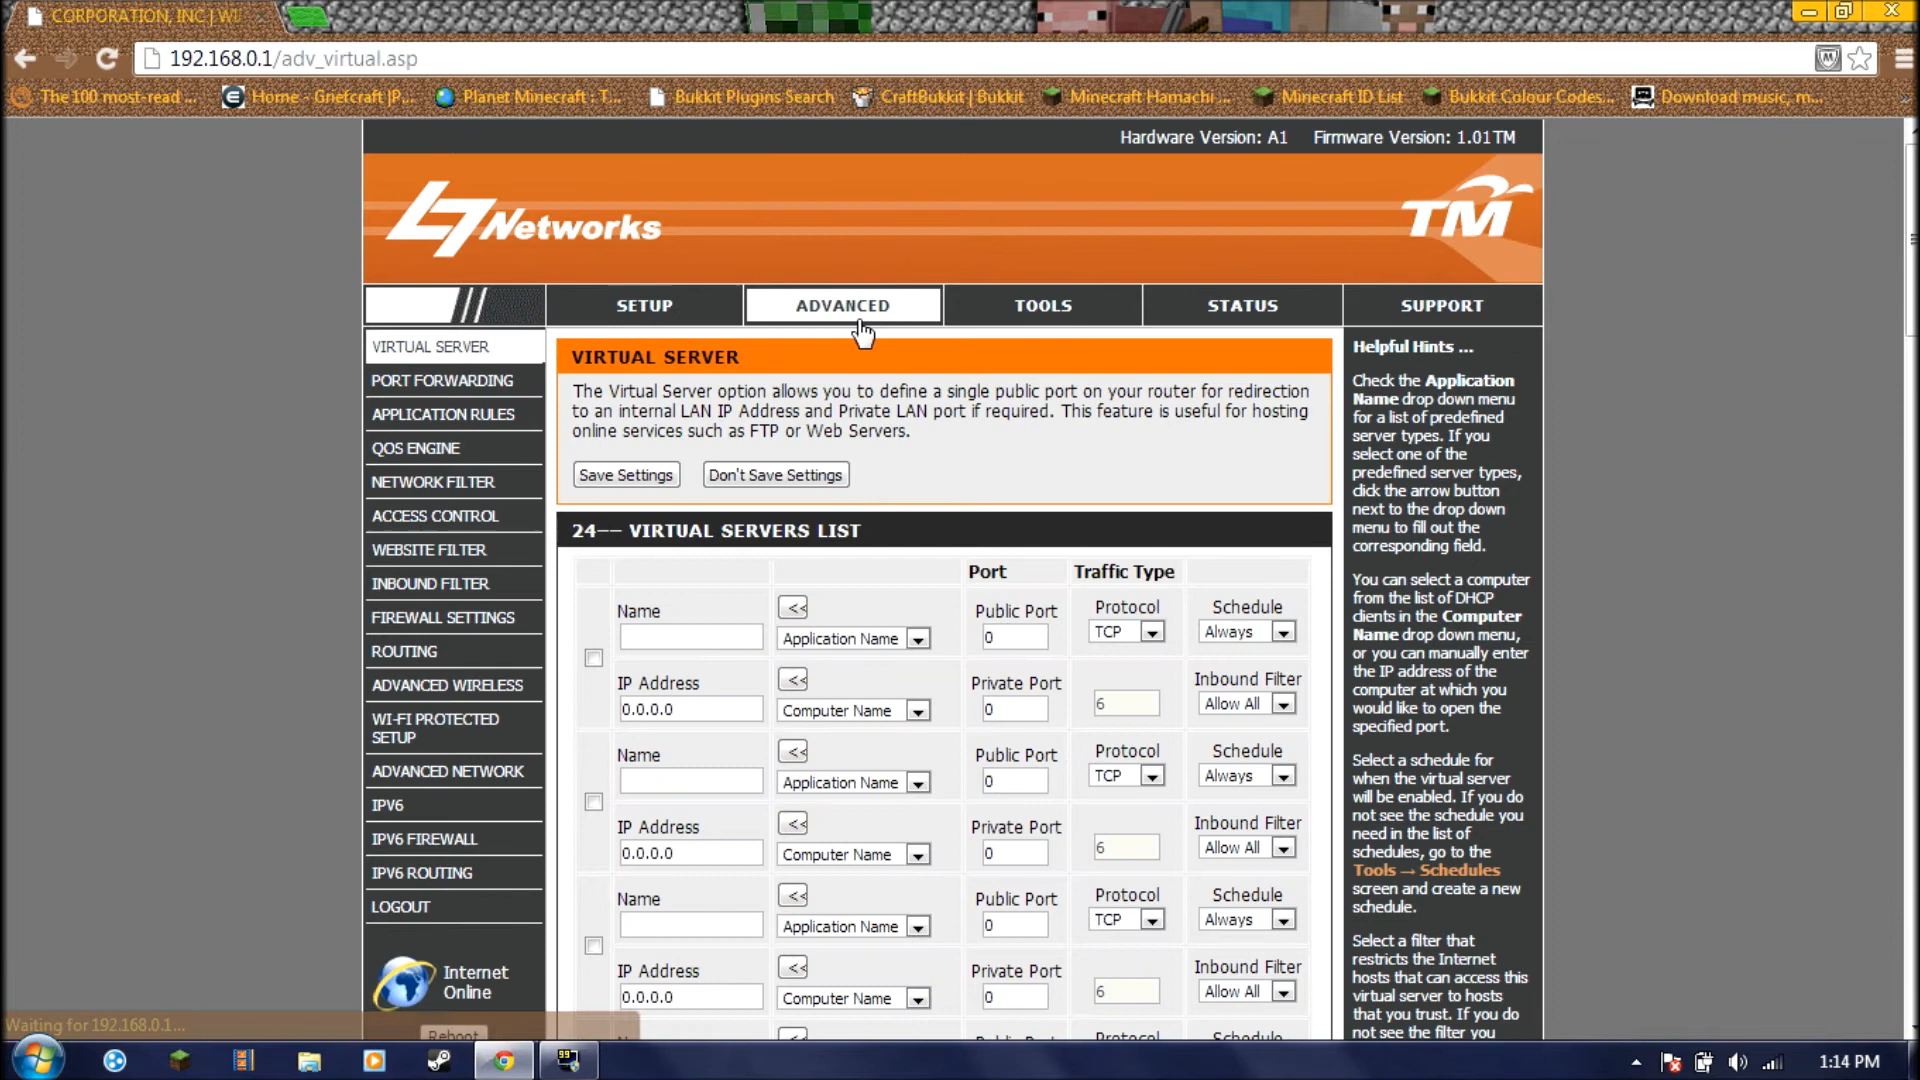 CORPORATION, INC | WI
192.168.0.1/adv_virtual.asp
The 100 most-read ...
Home - Griefcraft |P...
Planet Minecraft - T...
Bukkit Plugins Search
CraftBukkit | Bukkit
Minecraft Hamachi ...
Minecraft ID List
Bukkit Colour Codes...
Download music, m...
Hardware Version: A1 Firmware Version: 1.01TM
L7 Networks
TM
SETUP
ADVANCED
TOOLS
STATUS
SUPPORT
VIRTUAL SERVER
PORT FORWARDING
APPLICATION RULES
QOS ENGINE
NETWORK FILTER
ACCESS CONTROL
WEBSITE FILTER
INBOUND FILTER
FIREWALL SETTINGS
ROUTING
ADVANCED WIRELESS
WI-FI PROTECTED
SETUP
ADVANCED NETWORK
IPV6
IPV6 FIREWALL
IPV6 ROUTING
LOGOUT
Internet
Online
Reboot
VIRTUAL SERVER
The Virtual Server option allows you to define a single public port on your router for redirection
to an internal LAN IP Address and Private LAN port if required. This feature is useful for hosting
online services such as FTP or Web Servers.
Save Settings Don't Save Settings
24-- VIRTUAL SERVERS LIST
Port Traffic Type
Name << Public Port Protocol Schedule
Application Name 0 TCP Always
IP Address << Private Port Inbound Filter
0.0.0.0 Computer Name 0 6 Allow All
Name << Public Port Protocol Schedule
Application Name 0 TCP Always
IP Address << Private Port Inbound Filter
0.0.0.0 Computer Name 0 6 Allow All
Name << Public Port Protocol Schedule
Application Name 0 TCP Always
IP Address << Private Port Inbound Filter
0.0.0.0 Computer Name 0 6 Allow All
Protocol Schedule
Helpful Hints ...
Check the Application
Name drop down menu
for a list of predefined
server types. If you
select one of the
predefined server types,
click the arrow button
next to the drop down
menu to fill out the
corresponding field.
You can select a computer
from the list of DHCP
clients in the Computer
Name drop down menu,
or you can manually enter
the IP address of the
computer at which you
would like to open the
specified port.
Select a schedule for
when the virtual server
will be enabled. If you do
not see the schedule you
need in the list of
schedules, go to the
Tools → Schedules
screen and create a new
schedule.
Select a filter that
restricts the Internet
hosts that can access this
virtual server to hosts
that you trust. If you do
not see the filter you
Waiting for 192.168.0.1...
99
1:14 PM